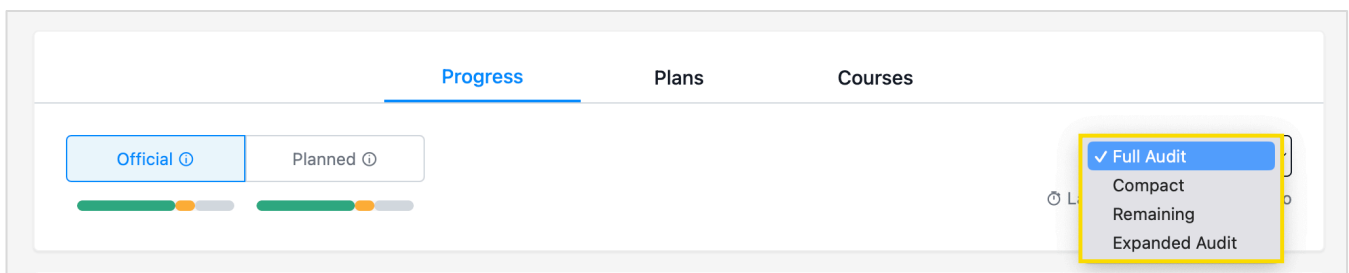 Progress Plans Courses
Official Planned
✓ Full Audit
Compact
Remaining
Expanded Audit